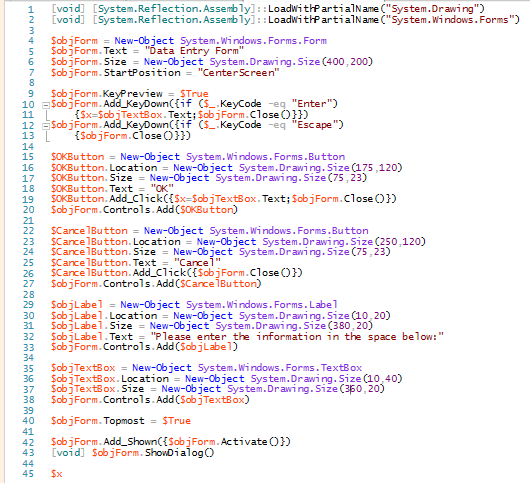 1 [void] [System.Reflection.Assembly]::LoadWithPartialName("System.Drawing")
2 [void] [System.Reflection.Assembly]::LoadWithPartialName("System.Windows.Forms")
3
4 $objForm = New-Object System.Windows.Forms.Form
5 $objForm.Text = "Data Entry Form"
6 $objForm.Size = New-Object System.Drawing.Size(400,200)
7 $objForm.StartPosition = "CenterScreen"
8
9 $objForm.KeyPreview = $True
10 $objForm.Add_KeyDown({if ($_.KeyCode -eq "Enter")
11 {$x=$objTextBox.Text;$objForm.Close()}})
12 $objForm.Add_KeyDown({if ($_.KeyCode -eq "Escape")
13 {$objForm.Close()}})
14
15 $OKButton = New-Object System.Windows.Forms.Button
16 $OKButton.Location = New-Object System.Drawing.Size(175,120)
17 $OKButton.Size = New-Object System.Drawing.Size(75,23)
18 $OKButton.Text = "OK"
19 $OKButton.Add_Click({$x=$objTextBox.Text;$objForm.Close()})
20 $objForm.Controls.Add($OKButton)
21
22 $CancelButton = New-Object System.Windows.Forms.Button
23 $CancelButton.Location = New-Object System.Drawing.Size(250,120)
24 $CancelButton.Size = New-Object System.Drawing.Size(75,23)
25 $CancelButton.Text = "Cancel"
26 $CancelButton.Add_Click({$objForm.Close()})
27 $objForm.Controls.Add($CancelButton)
28
29 $objLabel = New-Object System.Windows.Forms.Label
30 $objLabel.Location = New-Object System.Drawing.Size(10,20)
31 $objLabel.Size = New-Object System.Drawing.Size(380,20)
32 $objLabel.Text = "Please enter the information in the space below:"
33 $objForm.Controls.Add($objLabel)
34
35 $objTextBox = New-Object System.Windows.Forms.TextBox
36 $objTextBox.Location = New-Object System.Drawing.Size(10,40)
37 $objTextBox.Size = New-Object System.Drawing.Size(360,20)
38 $objForm.Controls.Add($objTextBox)
39
40 $objForm.Topmost = $True
41
42 $objForm.Add_Shown({$objForm.Activate()})
43 [void] $objForm.ShowDialog()
44
45 $x